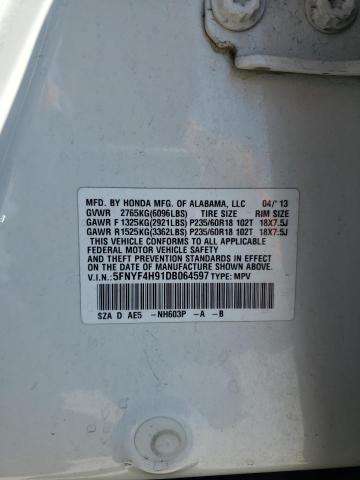 MFD. BY HONDA MFG. OF ALABAMA, LLC 04/'13
GVWR 2765KG(6096LBS) TIRE SIZE RIM SIZE
GAWR F 1325KG(2921LBS) P235/60R18 102T 18X7.5J
GAWR R 1525KG(3362LBS) P235/60R18 102T 18X7.5J
THIS VEHICLE CONFORMS TO ALL APPLICABLE
FEDERAL MOTOR VEHICLE SAFETY
AND THEFT PREVENTION STANDARDS IN EFFECT
ON THE DATE OF MANUFACTURE SHOWN ABOVE.
V.I.N.:5FNYF4H91DB064597 TYPE: MPV
SZA D AE5 -NH603P -A -B